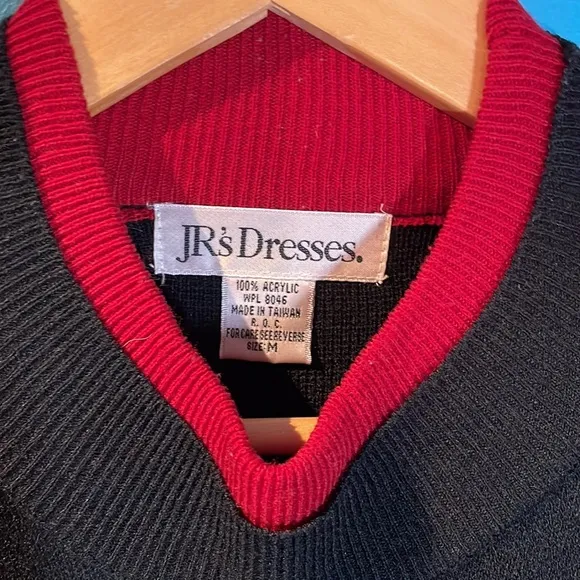 JR's Dresses.
100% ACRYLIC
WPL 8046
MADE IN TAIWAN
R. O. C.
FOR CARE SEE REVERSE
SIZE: M